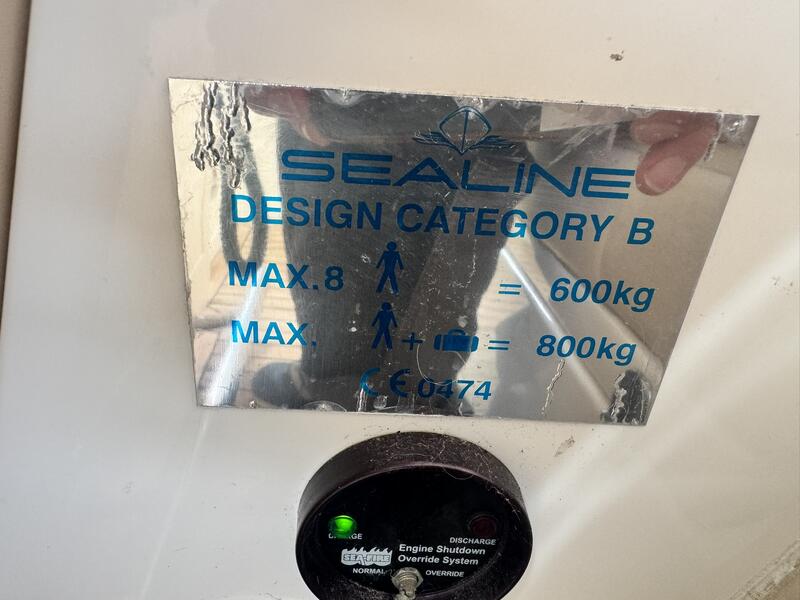 SEALINE
DESIGN CATEGORY B
MAX. 8 = 600kg
MAX. + = 800kg
CE 0474
CHARGE DISCHARGE
SEA-FIRE Engine Shutdown
Override System
NORMAL OVERRIDE